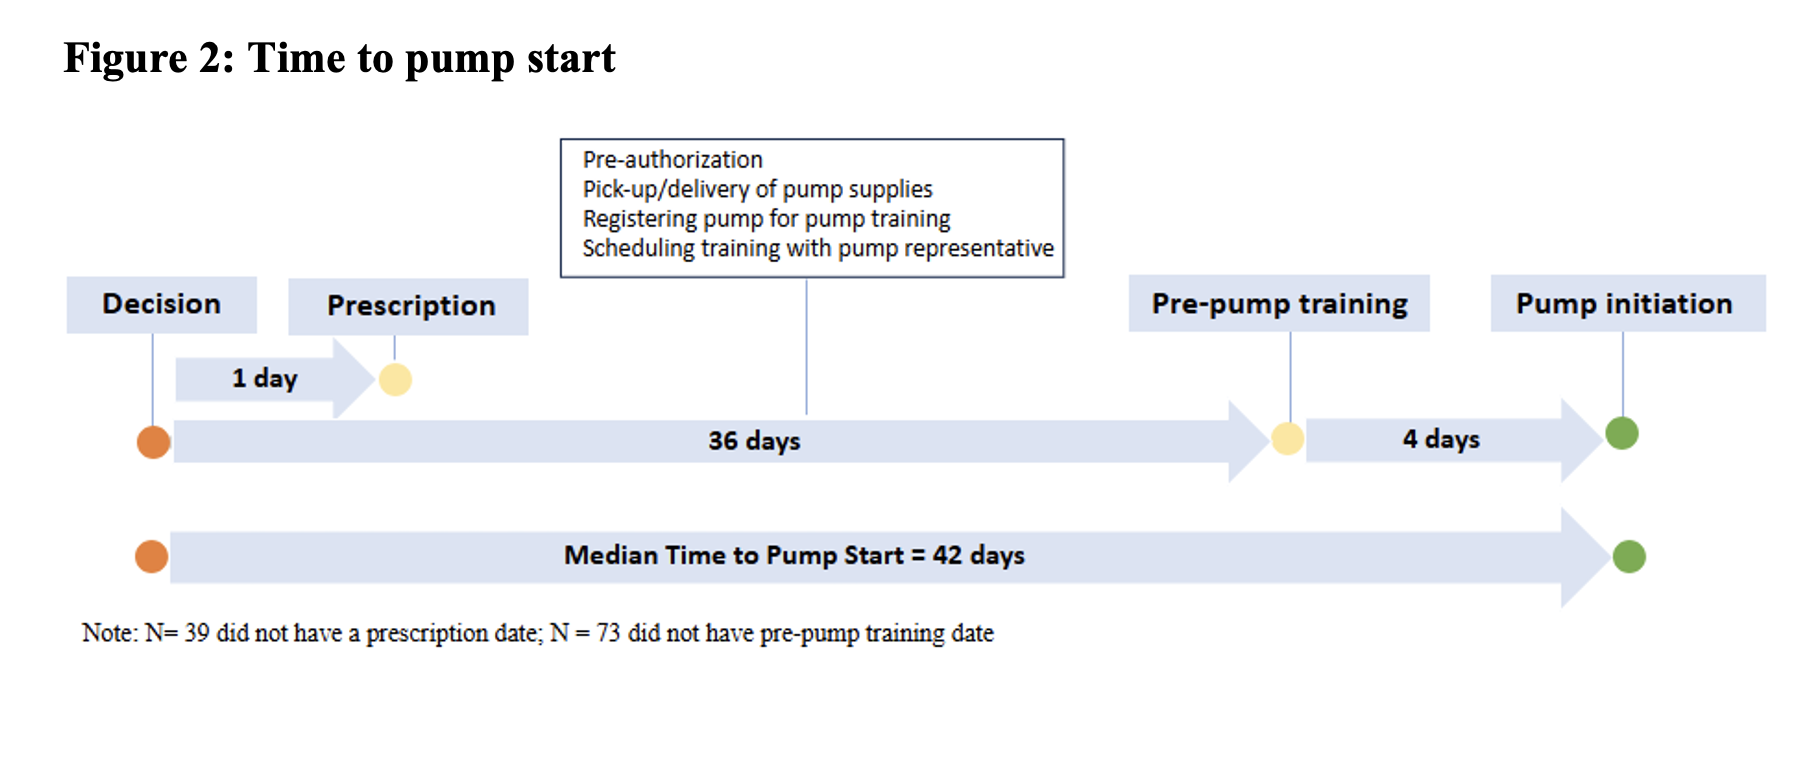 Figure 2: Time to pump start
Pre-authorization
Pick-up/delivery of pump supplies
Registering pump for pump training
Scheduling training with pump representative
Decision
Prescription
Pre-pump training
Pump initiation
1 day
36 days
4 days
Median Time to Pump Start = 42 days
Note: N= 39 did not have a prescription date; N = 73 did not have pre-pump training date